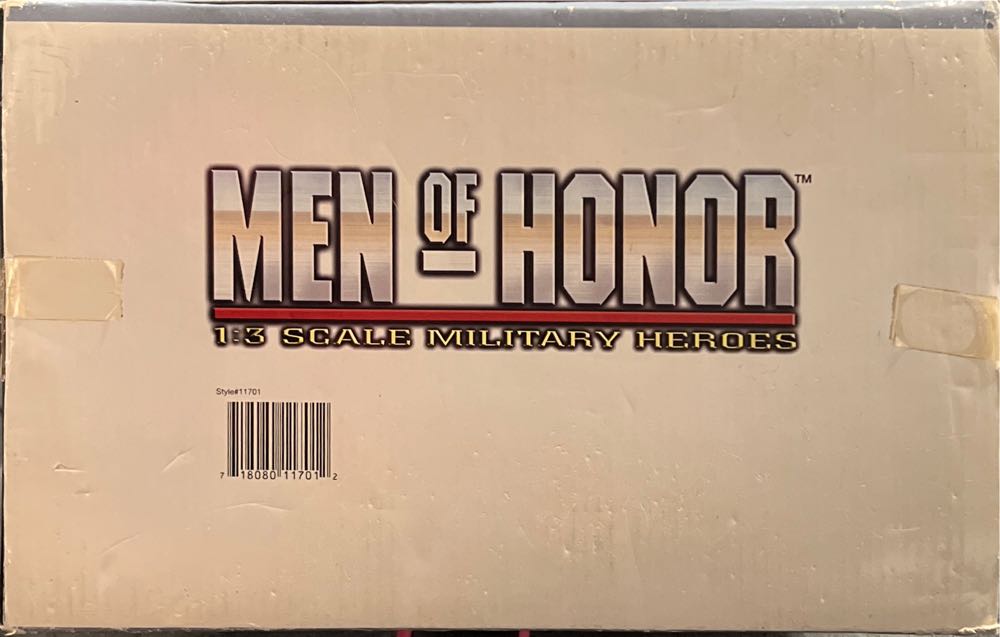 MEN OF HONOR™
1:3 SCALE MILITARY HEROES
Style#11701
7 18080 11701 2